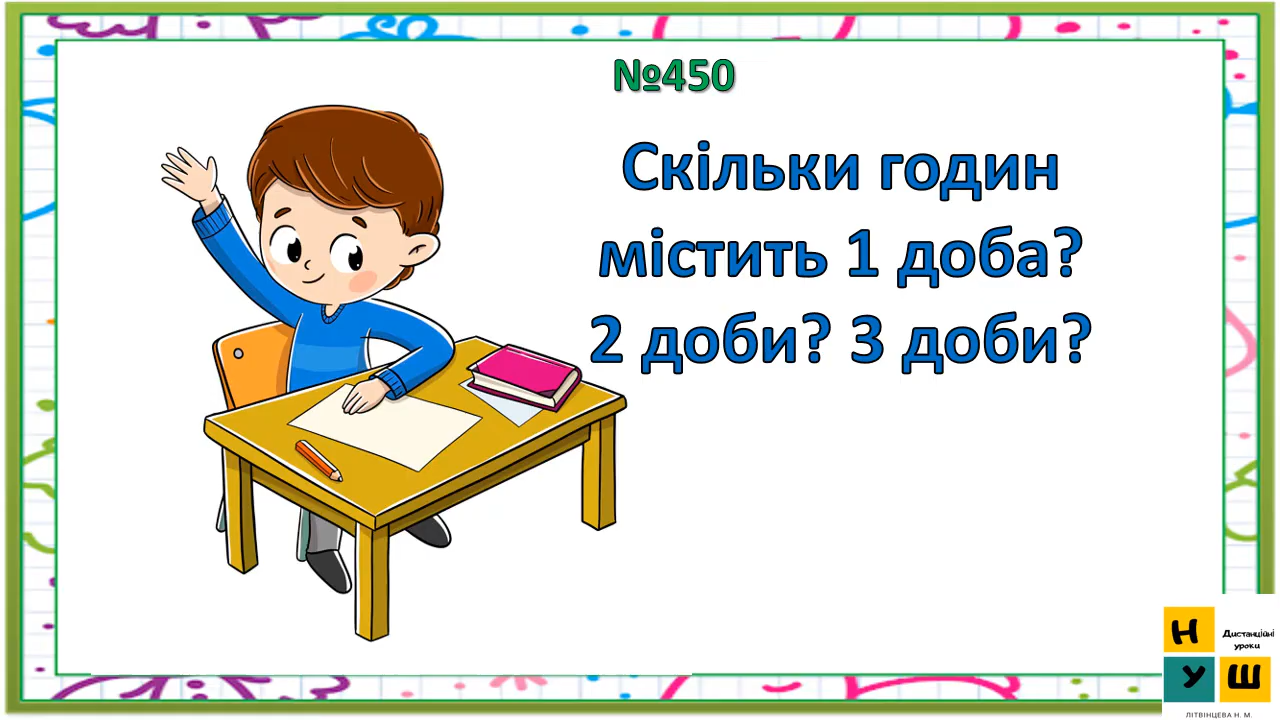 №450
Скільки годин
містить 1 доба?
2 доби? 3 доби?
Н
Дистанційні
уроки
У Ш
ЛІТВІНЦЕВА Н. М.